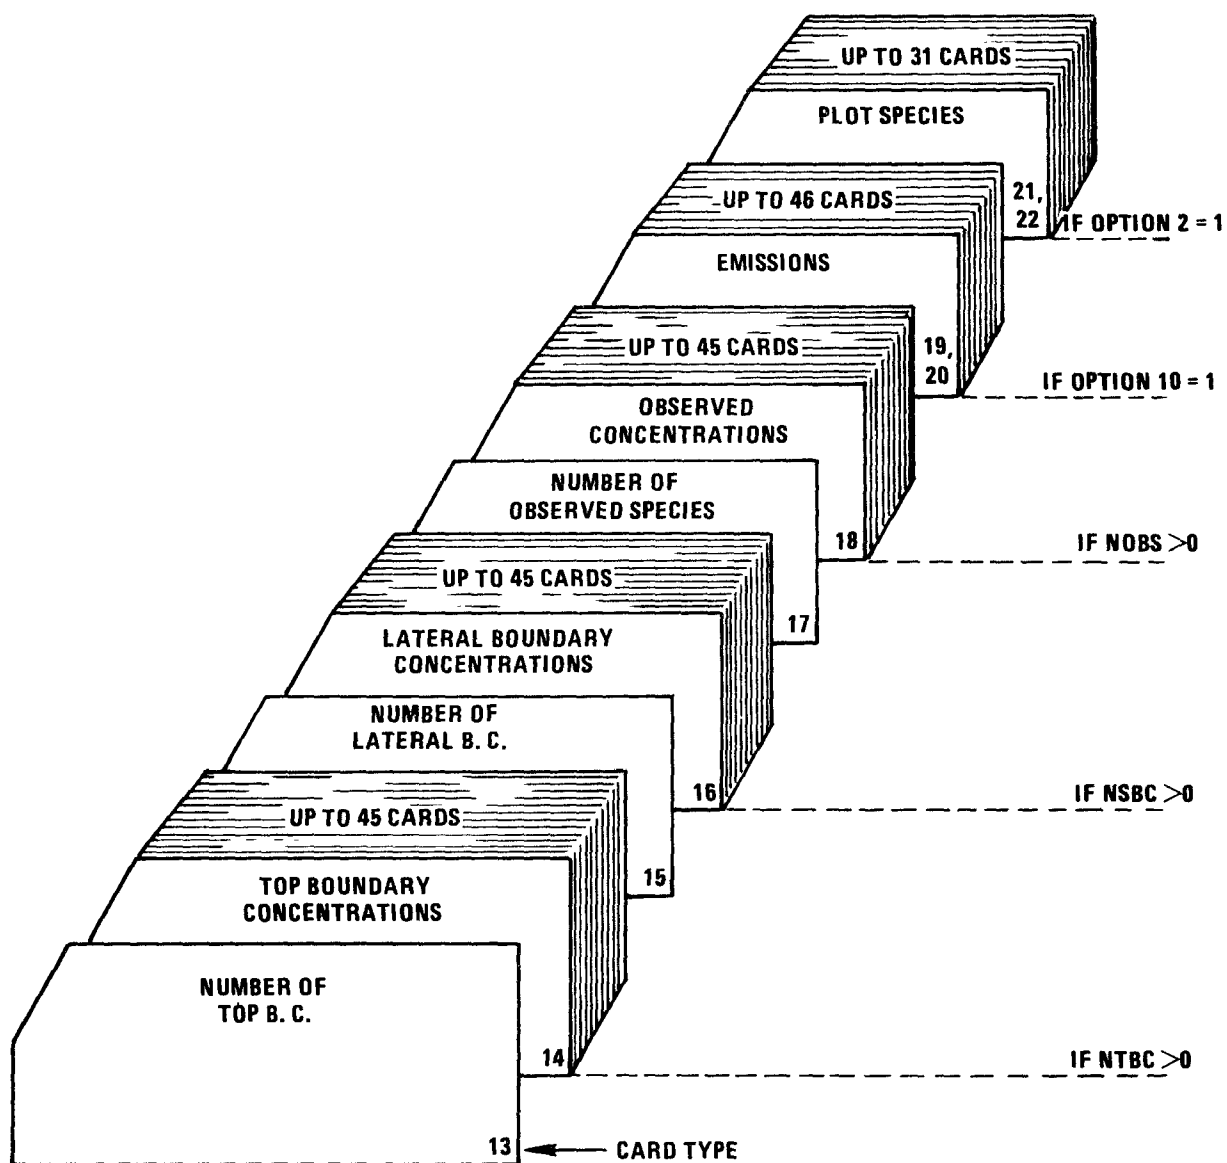 UP TO 31 CARDS
PLOT SPECIES
21,
22
IF OPTION 2 = 1
UP TO 46 CARDS
EMISSIONS
19,
20
IF OPTION 10 = 1
UP TO 45 CARDS
OBSERVED
CONCENTRATIONS
18
IF NOBS >0
NUMBER OF
OBSERVED SPECIES
17
UP TO 45 CARDS
LATERAL BOUNDARY
CONCENTRATIONS
16
IF NSBC >0
NUMBER OF
LATERAL B. C.
15
UP TO 45 CARDS
TOP BOUNDARY
CONCENTRATIONS
14
IF NTBC >0
NUMBER OF
TOP B. C.
13
CARD TYPE